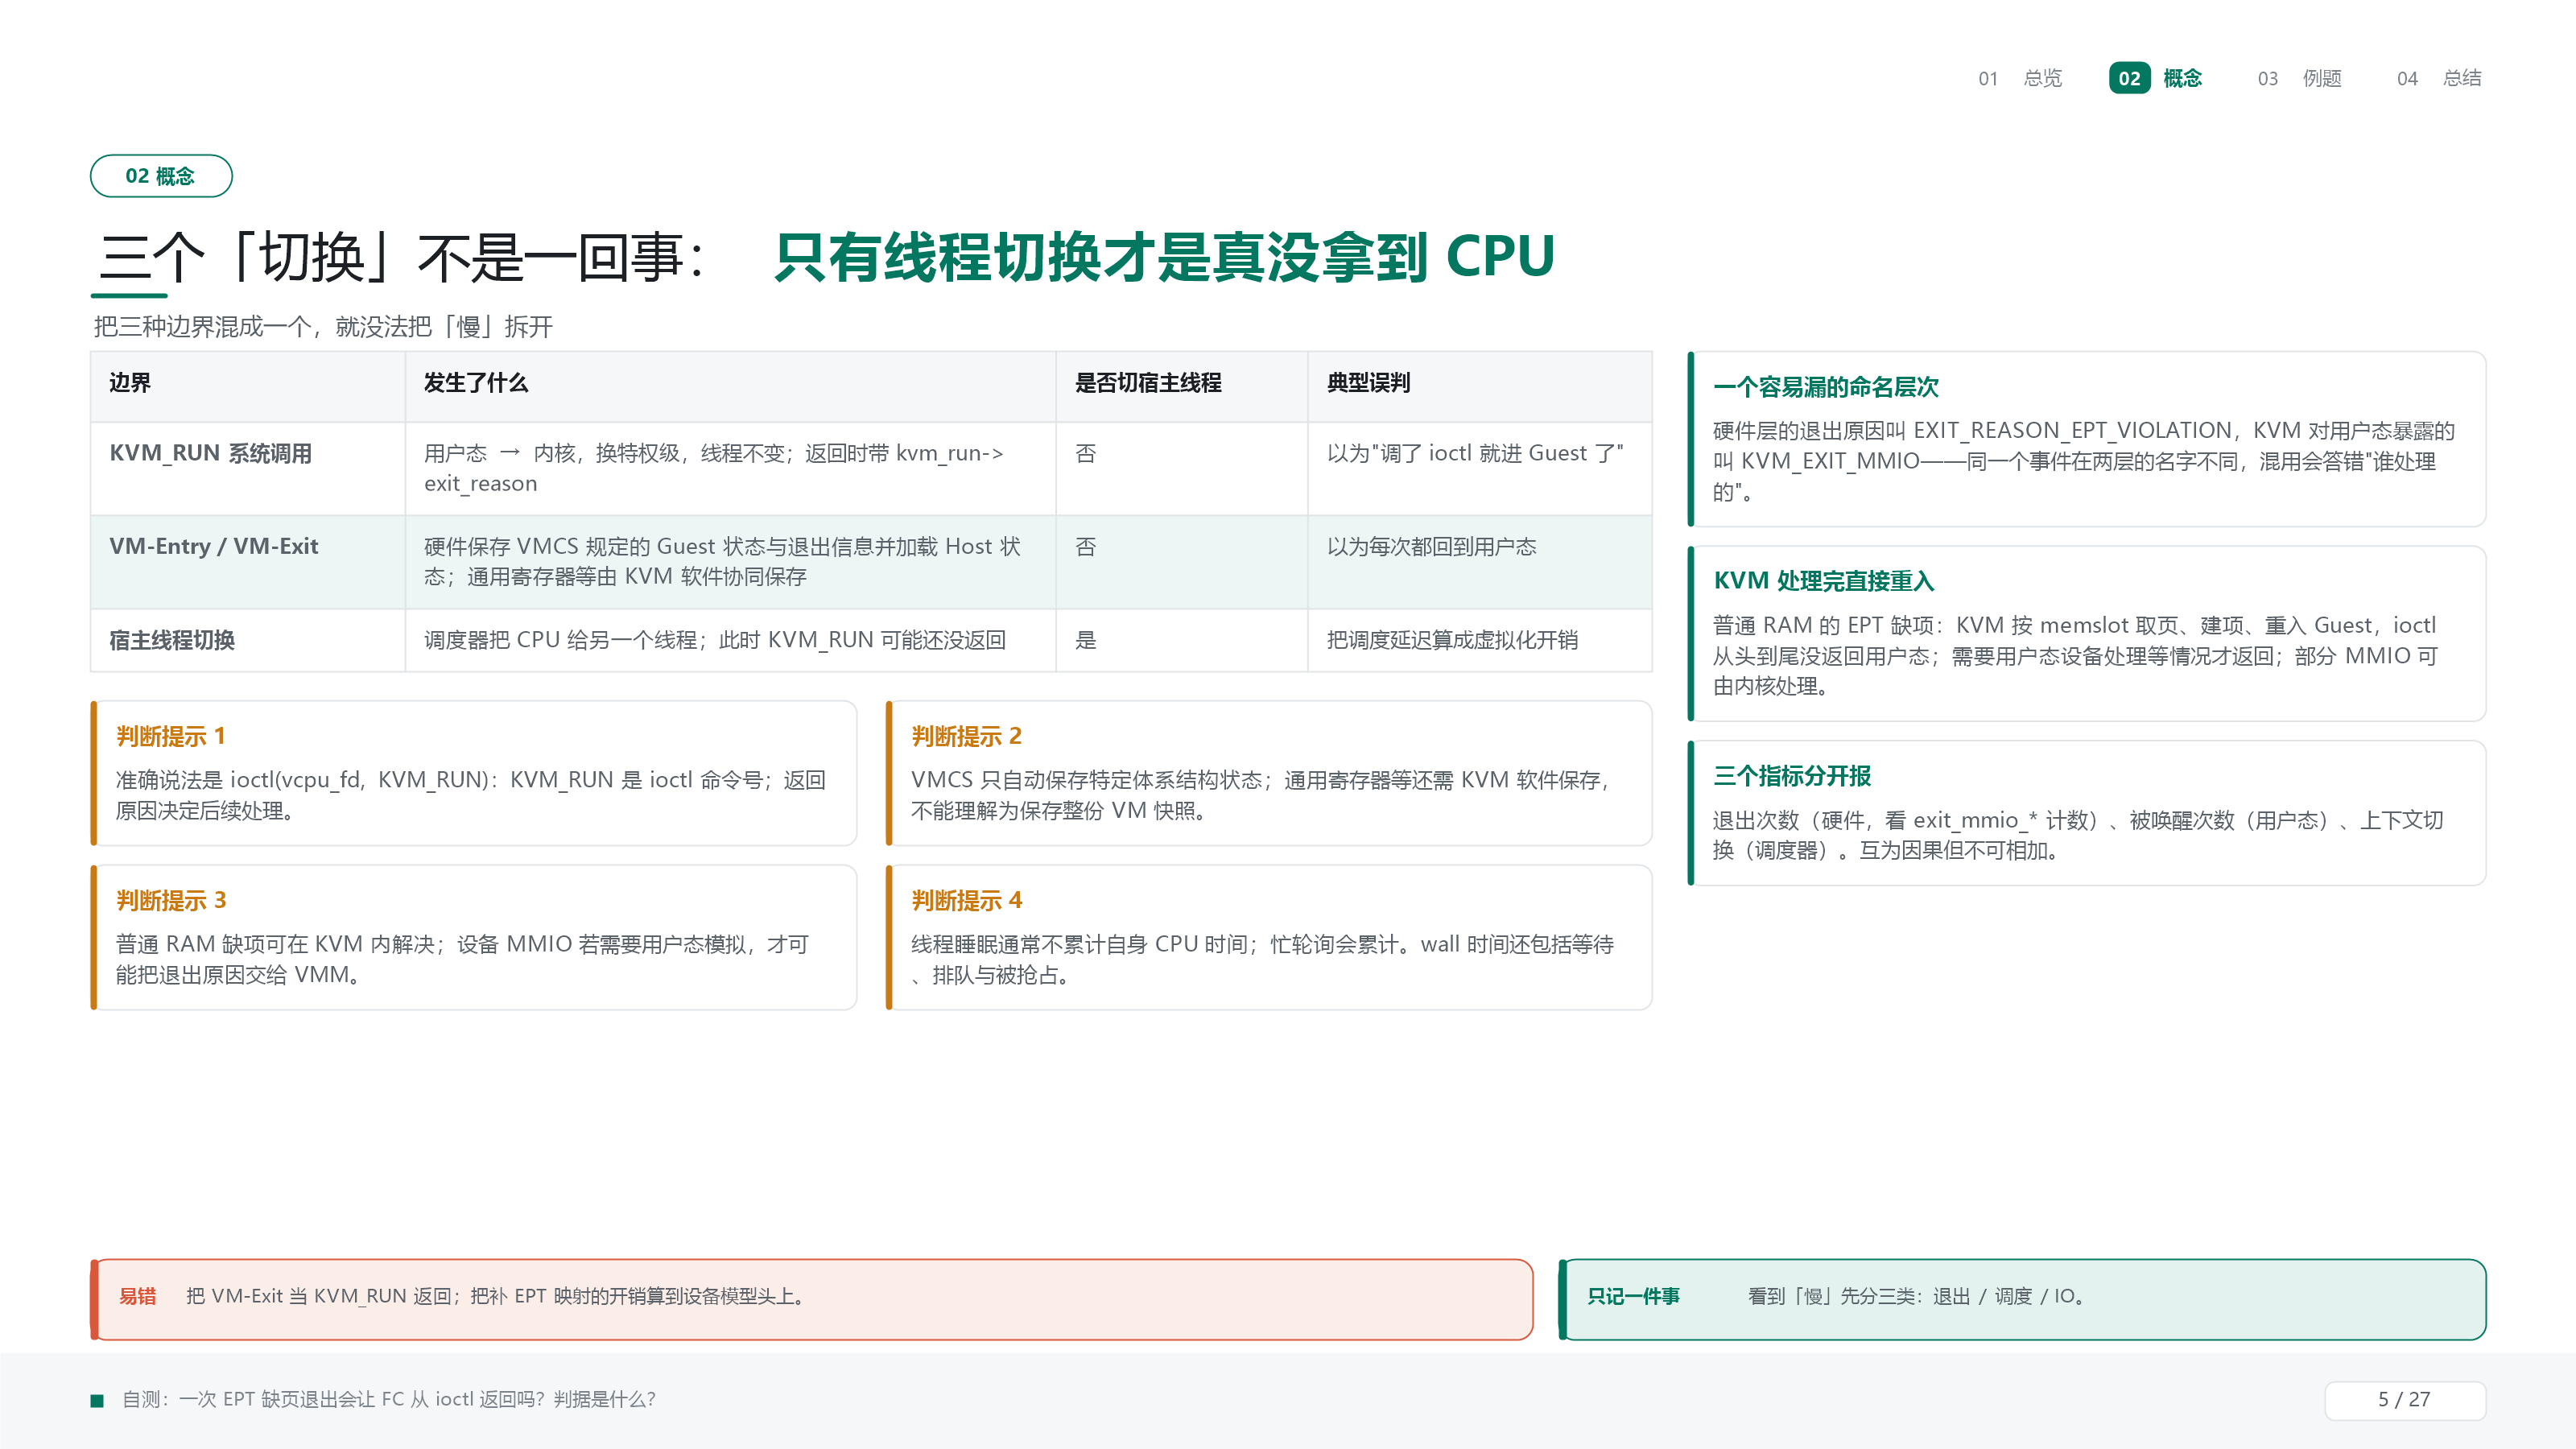 01 总览 02 概念 03 例题 04 总结
02 概念
三个「切换」不是一回事： 只有线程切换才是真没拿到 CPU
把三种边界混成一个，就没法把「慢」拆开
边界 发生了什么 是否切宿主线程 典型误判
KVM_RUN 系统调用
用户态 → 内核，换特权级，线程不变；返回时带 kvm_run->
exit_reason
否
以为"调了 ioctl 就进 Guest 了"
VM-Entry / VM-Exit
硬件保存 VMCS 规定的 Guest 状态与退出信息并加载 Host 状
态；通用寄存器等由 KVM 软件协同保存
否
以为每次都回到用户态
宿主线程切换
调度器把 CPU 给另一个线程；此时 KVM_RUN 可能还没返回
是
把调度延迟算成虚拟化开销
判断提示 1
准确说法是 ioctl(vcpu_fd, KVM_RUN)：KVM_RUN 是 ioctl 命令号；返回
原因决定后续处理。
判断提示 2
VMCS 只自动保存特定体系结构状态；通用寄存器等还需 KVM 软件保存，
不能理解为保存整份 VM 快照。
判断提示 3
普通 RAM 缺项可在 KVM 内解决；设备 MMIO 若需要用户态模拟，才可
能把退出原因交给 VMM。
判断提示 4
线程睡眠通常不累计自身 CPU 时间；忙轮询会累计。wall 时间还包括等待
、排队与被抢占。
一个容易漏的命名层次
硬件层的退出原因叫 EXIT_REASON_EPT_VIOLATION，KVM 对用户态暴露的
叫 KVM_EXIT_MMIO——同一个事件在两层的名字不同，混用会答错"谁处理
的"。
KVM 处理完直接重入
普通 RAM 的 EPT 缺项：KVM 按 memslot 取页、建项、重入 Guest，ioctl
从头到尾没返回用户态；需要用户态设备处理等情况才返回；部分 MMIO 可
由内核处理。
三个指标分开报
退出次数（硬件，看 exit_mmio_* 计数）、被唤醒次数（用户态）、上下文切
换（调度器）。互为因果但不可相加。
易错 把 VM-Exit 当 KVM_RUN 返回；把补 EPT 映射的开销算到设备模型头上。
只记一件事 看到「慢」先分三类：退出 / 调度 / IO。
自测：一次 EPT 缺页退出会让 FC 从 ioctl 返回吗？判据是什么？
5 / 27